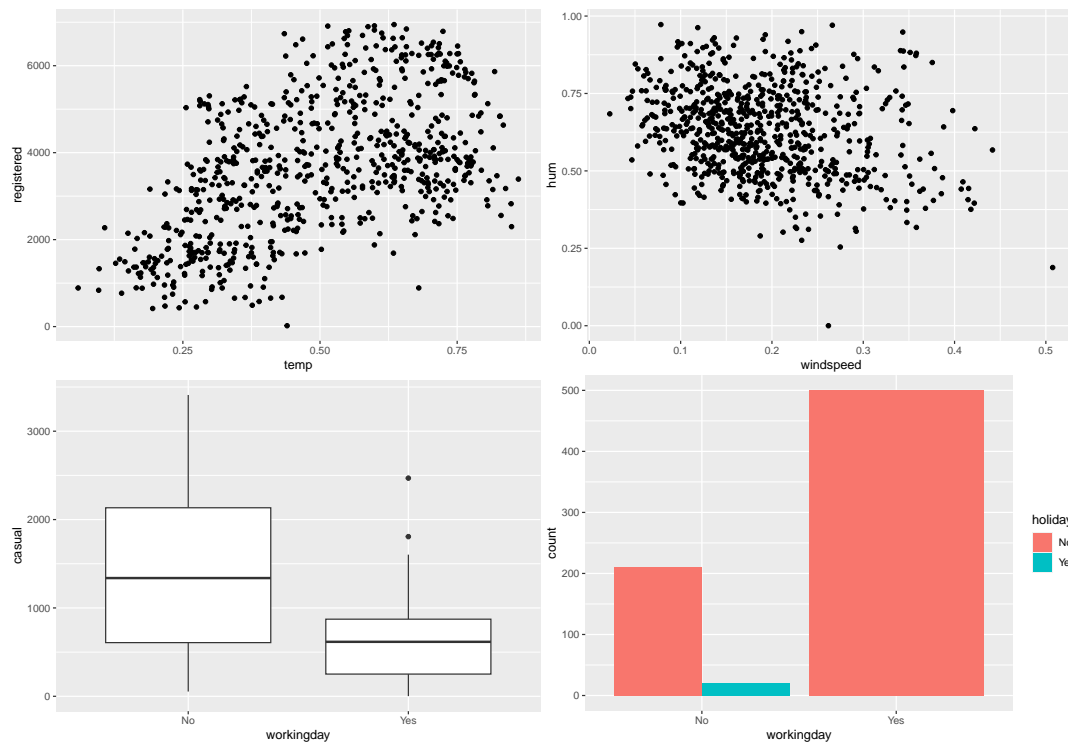 6000
4000
2000
0
registered
0.25
0.50
0.75
temp
1.00
0.75
0.50
0.25
0.00
hum
0.0
0.1
0.2
0.3
0.4
0.5
windspeed
3000
2000
1000
0
casual
No
Yes
workingday
500
400
300
200
100
0
count
No
Yes
workingday
holiday
No
Ye